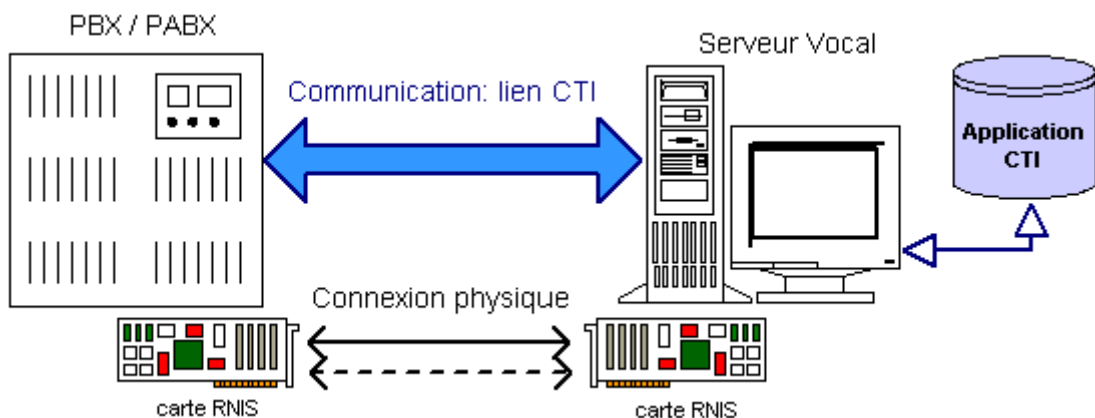 PBX / PABX
Serveur Vocal
Communication: lien CTI
Application
CTI
Connexion physique
carte RNIS
carte RNIS